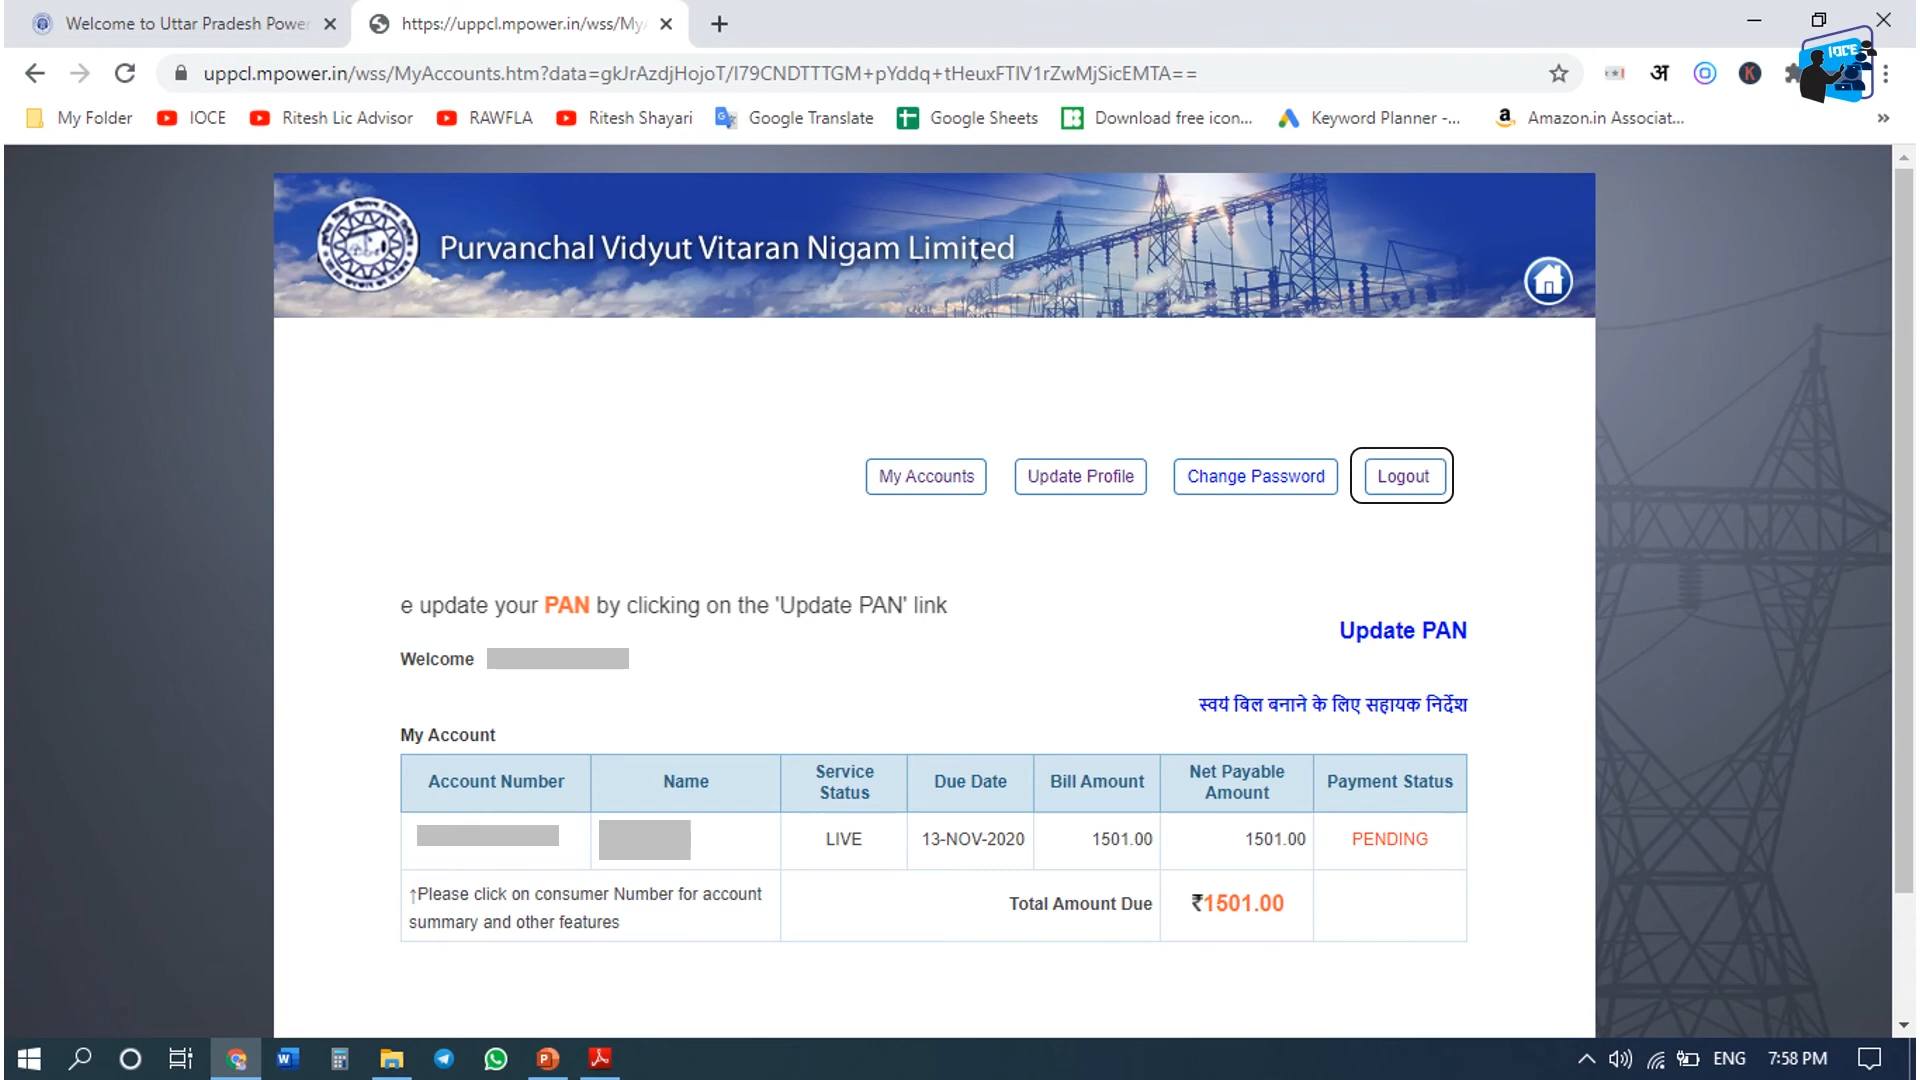 Welcome to Uttar Pradesh Power
https://uppcl.mpower.in/wss/My
uppcl.mpower.in/wss/MyAccounts.htm?data=gkJrAzdjHojoT/I79CNDTTTGM+pYddq+tHeuxFTlV1rZwMjSicEMTA==
अ
K
IOCE
My Folder
IOCE
Ritesh Lic Advisor
RAWFLA
Ritesh Shayari
Google Translate
Google Sheets
Download free icon...
Keyword Planner -...
Amazon.in Associat...
»
Purvanchal Vidyut Vitaran Nigam Limited
My Accounts
Update Profile
Change Password
Logout
e update your PAN by clicking on the 'Update PAN' link
Update PAN
Welcome
स्वयं बिल बनाने के लिए सहायक निर्देश
My Account
Account Number
Name
Service Status
Due Date
Bill Amount
Net Payable Amount
Payment Status
LIVE
13-NOV-2020
1501.00
1501.00
PENDING
↑Please click on consumer Number for account
summary and other features
Total Amount Due
₹1501.00
ENG
7:58 PM